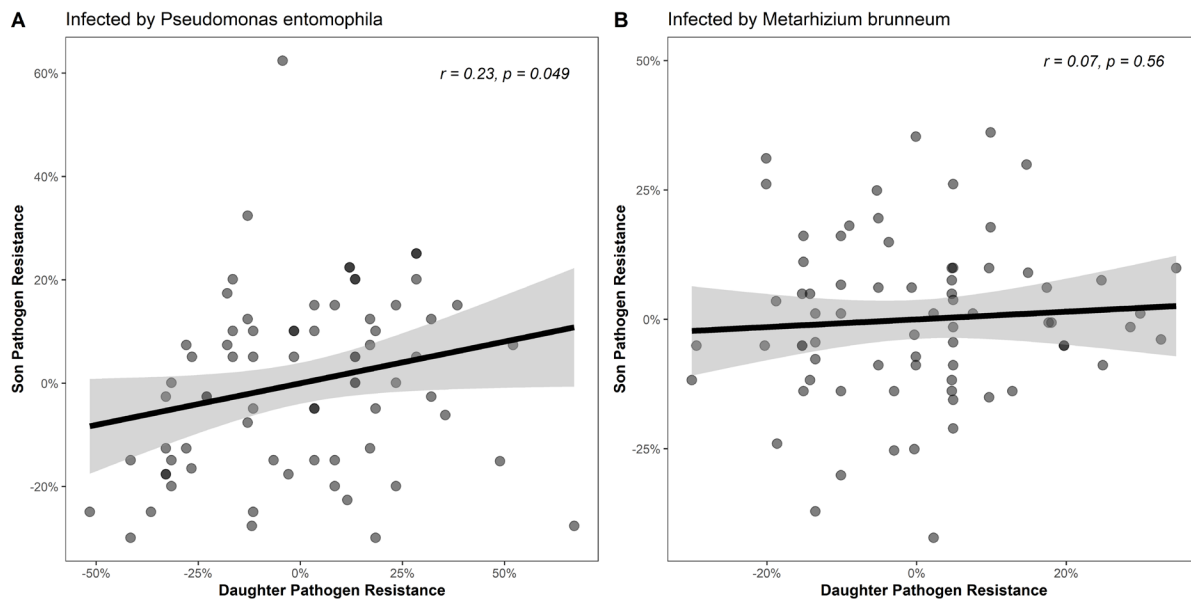 A Infected by Pseudomonas entomophila
r = 0.23, p = 0.049
60%
40%
20%
0%
-20%
Son Pathogen Resistance
-50% -25% 0% 25% 50%
Daughter Pathogen Resistance
B Infected by Metarhizium brunneum
r = 0.07, p = 0.56
50%
25%
0%
-25%
Son Pathogen Resistance
-20% 0% 20%
Daughter Pathogen Resistance